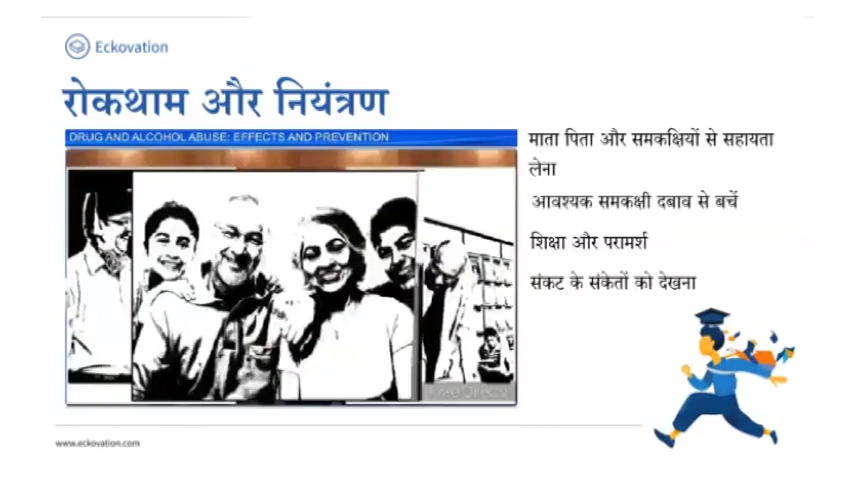 Eckovation
रोकथाम और नियंत्रण
DRUG AND ALCOHOL ABUSE: EFFECTS AND PREVENTION
माता पिता और समकक्षियों से सहायता
लेना
आवश्यक समकक्षी दबाव से बचें
शिक्षा और परामर्श
संकट के संकेतों को देखना
www.eckovation.com